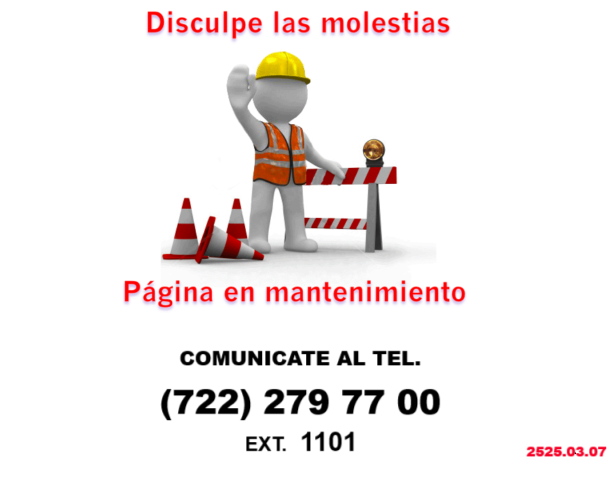 Disculpe las molestias
Página en mantenimiento
COMUNICATE AL TEL.
(722) 279 77 00
EXT. 1101
2525.03.07